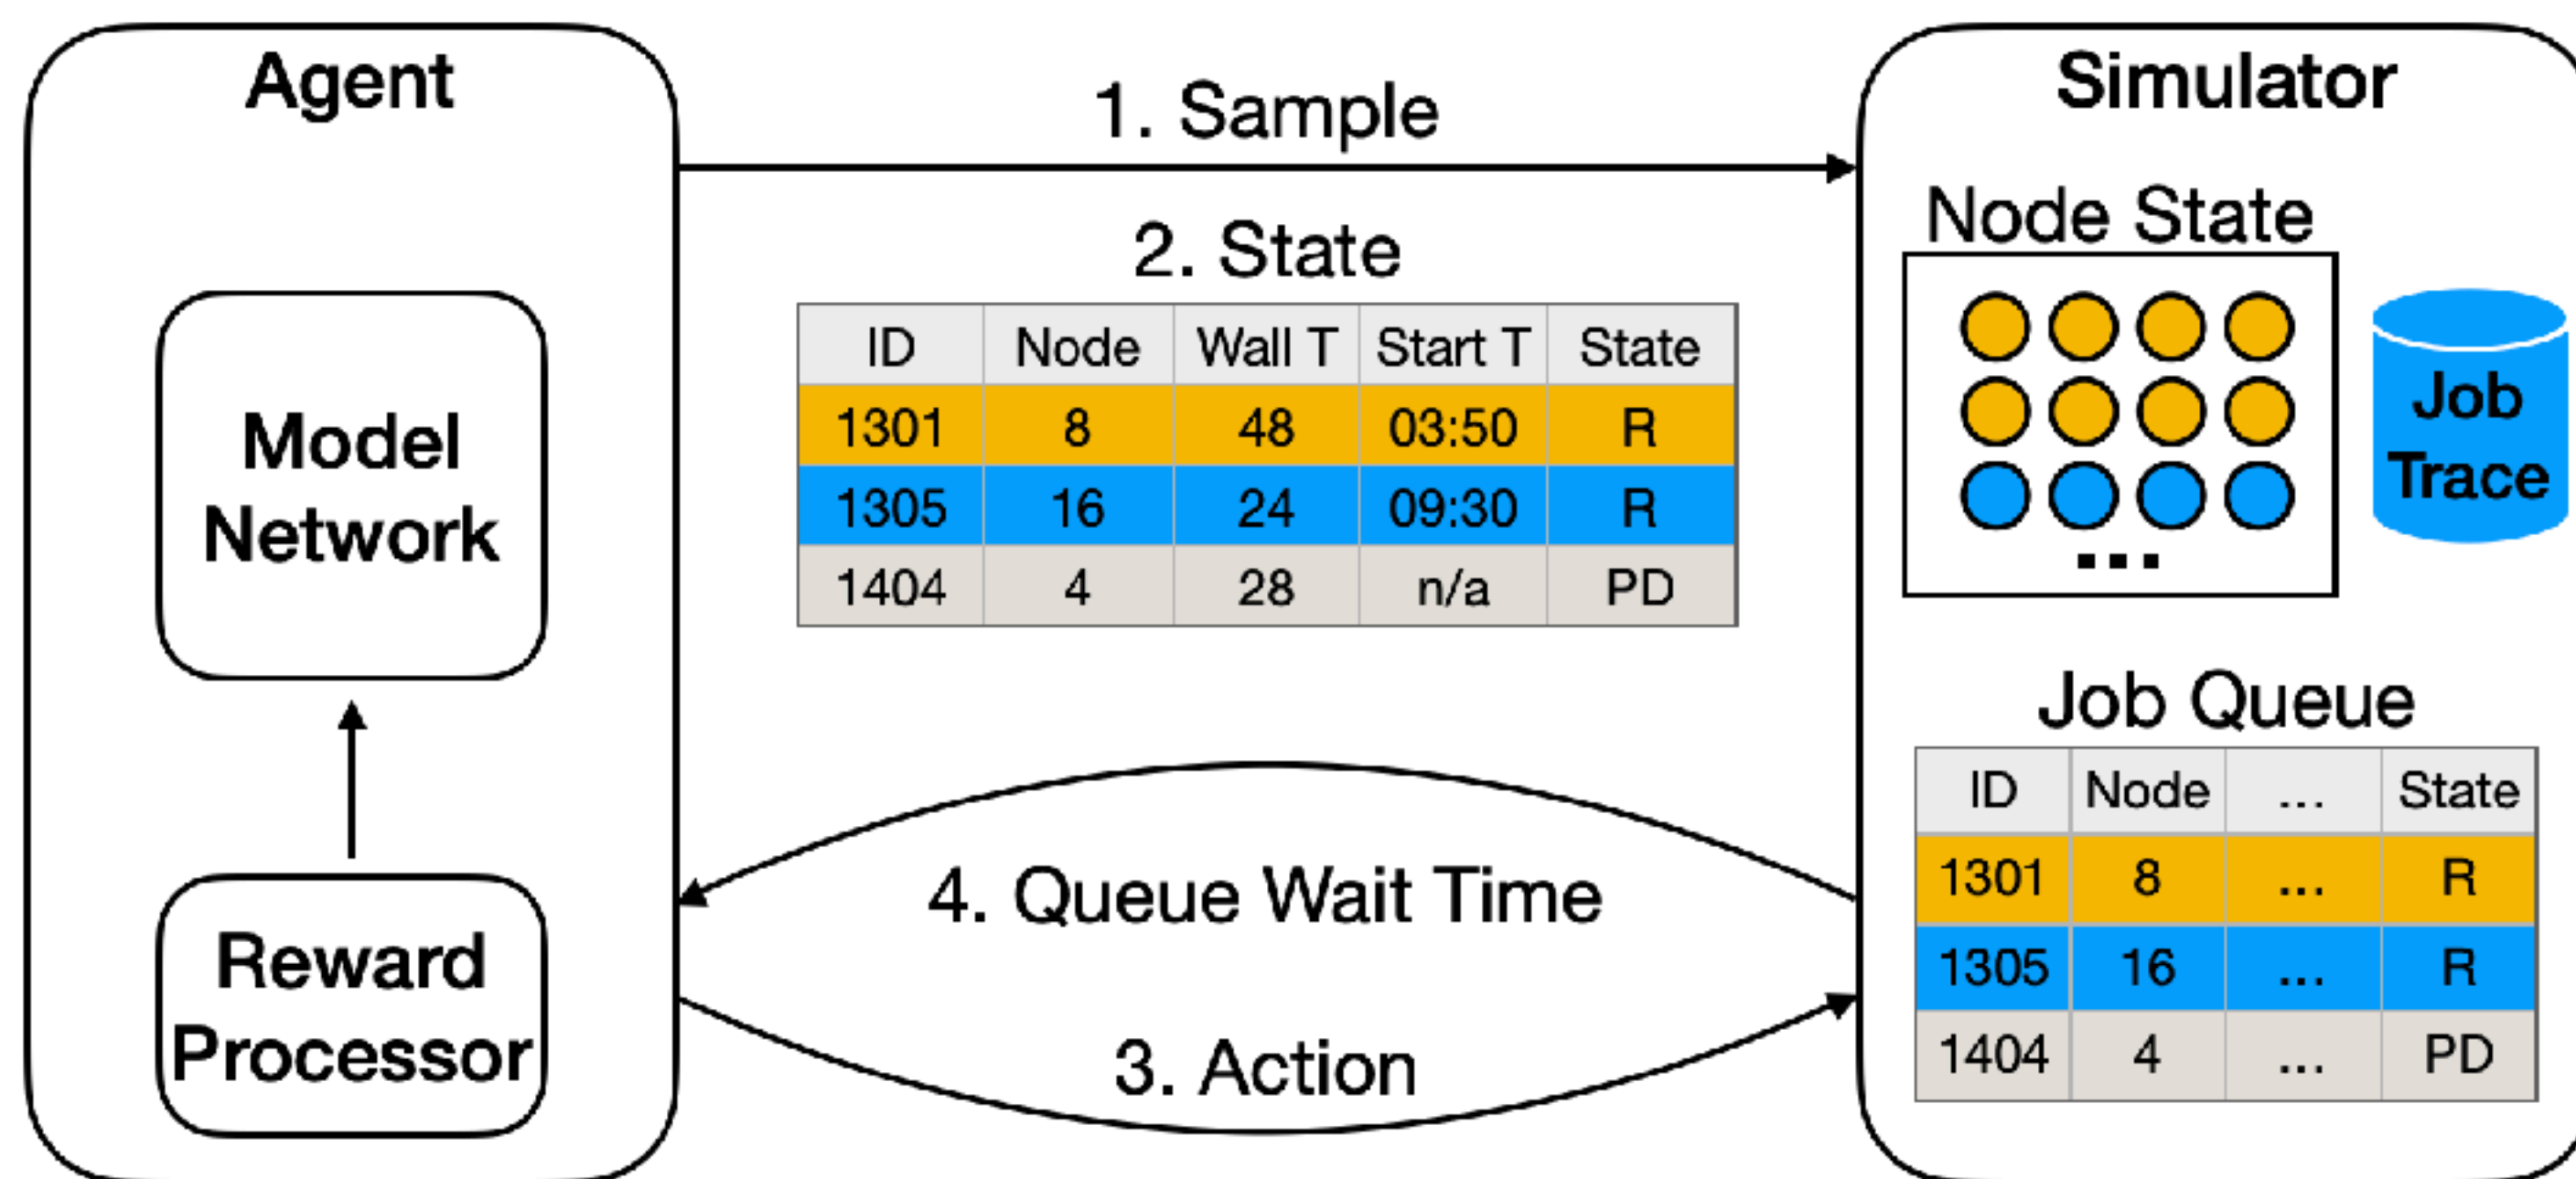 Agent
Model
Network
Reward
Processor
1. Sample
2. State
ID Node Wall T Start T State
1301 8 48 03:50 R
1305 16 24 09:30 R
1404 4 28 n/a PD
4. Queue Wait Time
3. Action
Simulator
Node State
...
Job
Trace
Job Queue
ID Node ... State
1301 8 ... R
1305 16 ... R
1404 4 ... PD